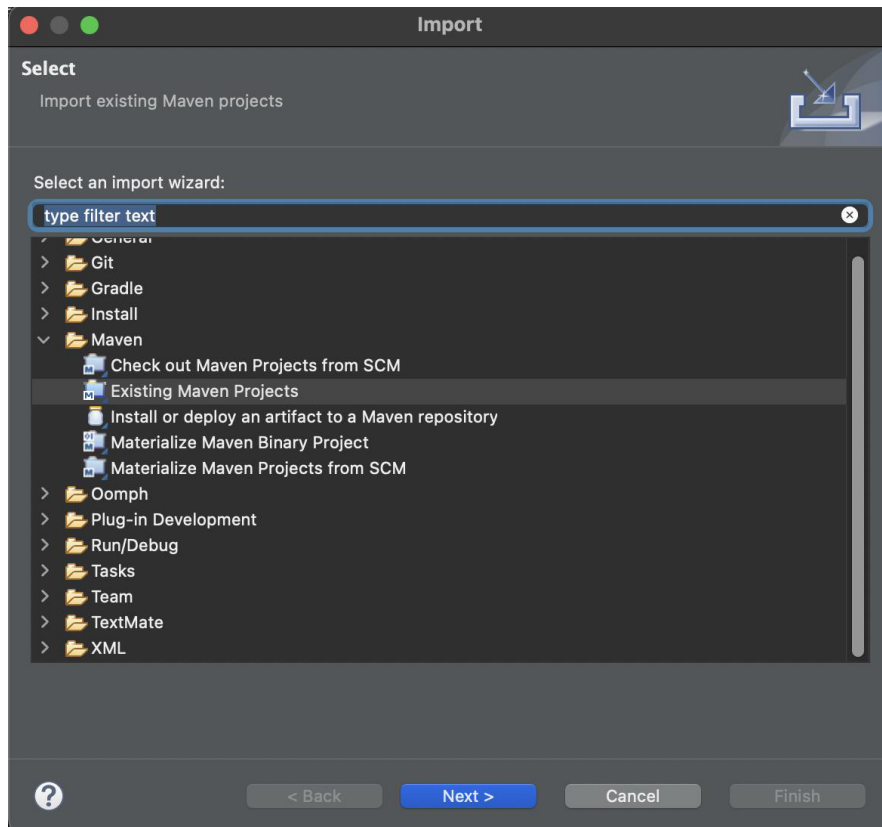 Import
Select
Import existing Maven projects
Select an import wizard:
type filter text
General
Git
Gradle
Install
Maven
Check out Maven Projects from SCM
Existing Maven Projects
Install or deploy an artifact to a Maven repository
Materialize Maven Binary Project
Materialize Maven Projects from SCM
Oomph
Plug-in Development
Run/Debug
Tasks
Team
TextMate
XML
? < Back Next > Cancel Finish